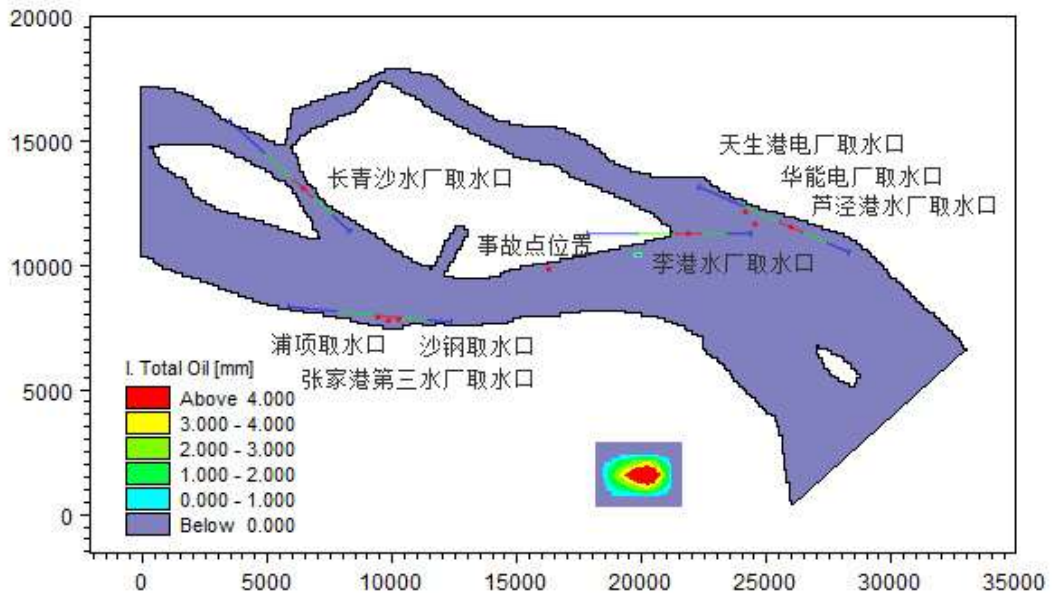 20000
15000
10000
5000
0
天生港电厂取水口
华能电厂取水口
芦泾港水厂取水口
长青沙水厂取水口
事故点位置
李港水厂取水口
浦项取水口
沙钢取水口
张家港第三水厂取水口
I. Total Oil [mm]
Above 4.000
3.000 - 4.000
2.000 - 3.000
1.000 - 2.000
0.000 - 1.000
Below 0.000
0 5000 10000 15000 20000 25000 30000 35000